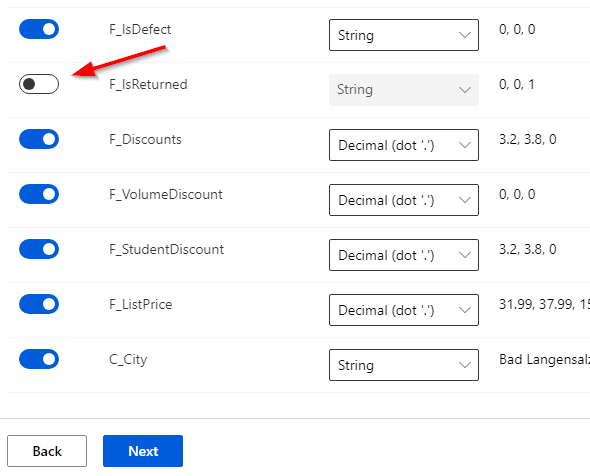 F_IsDefect String 0, 0, 0
F_IsReturned String 0, 0, 1
F_Discounts Decimal (dot '.') 3.2, 3.8, 0
F_VolumeDiscount Decimal (dot '.') 0, 0, 0
F_StudentDiscount Decimal (dot '.') 3.2, 3.8, 0
F_ListPrice Decimal (dot '.') 31.99, 37.99, 15
C_City String Bad Langensalz
Back Next